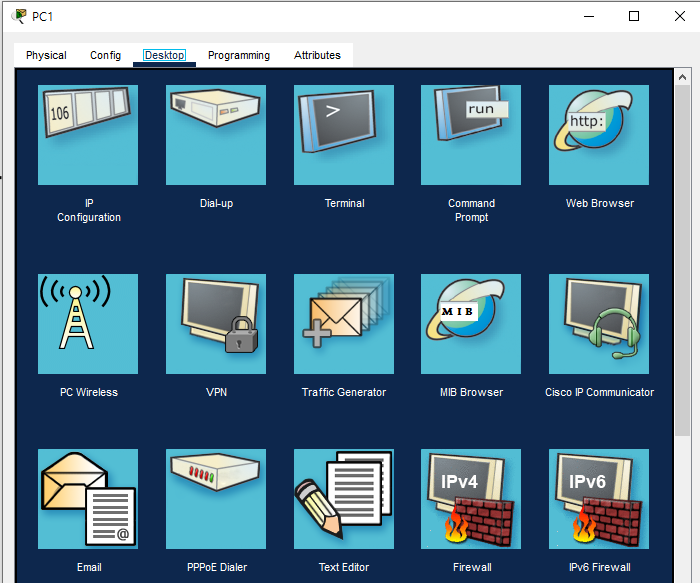 PC1
Physical Config Desktop Programming Attributes
106
>
run
http:
IP
Configuration
Dial-up
Terminal
Command
Prompt
Web Browser
MIB
PC Wireless
VPN
Traffic Generator
MIB Browser
Cisco IP Communicator
@
IPv4
IPv6
Email
PPPoE Dialer
Text Editor
Firewall
IPv6 Firewall